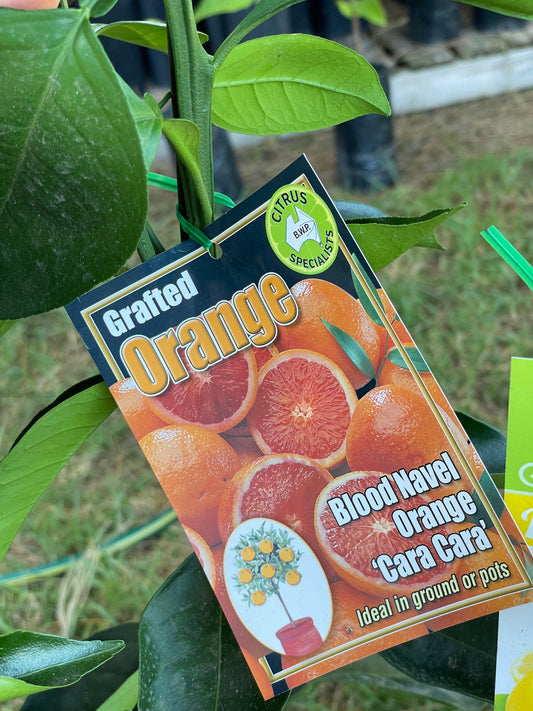 CITRUS
B.W.P.
SPECIALISTS
Grafted
Orange
Blood Navel
Orange
'Cara Cara'
Ideal in ground or pots